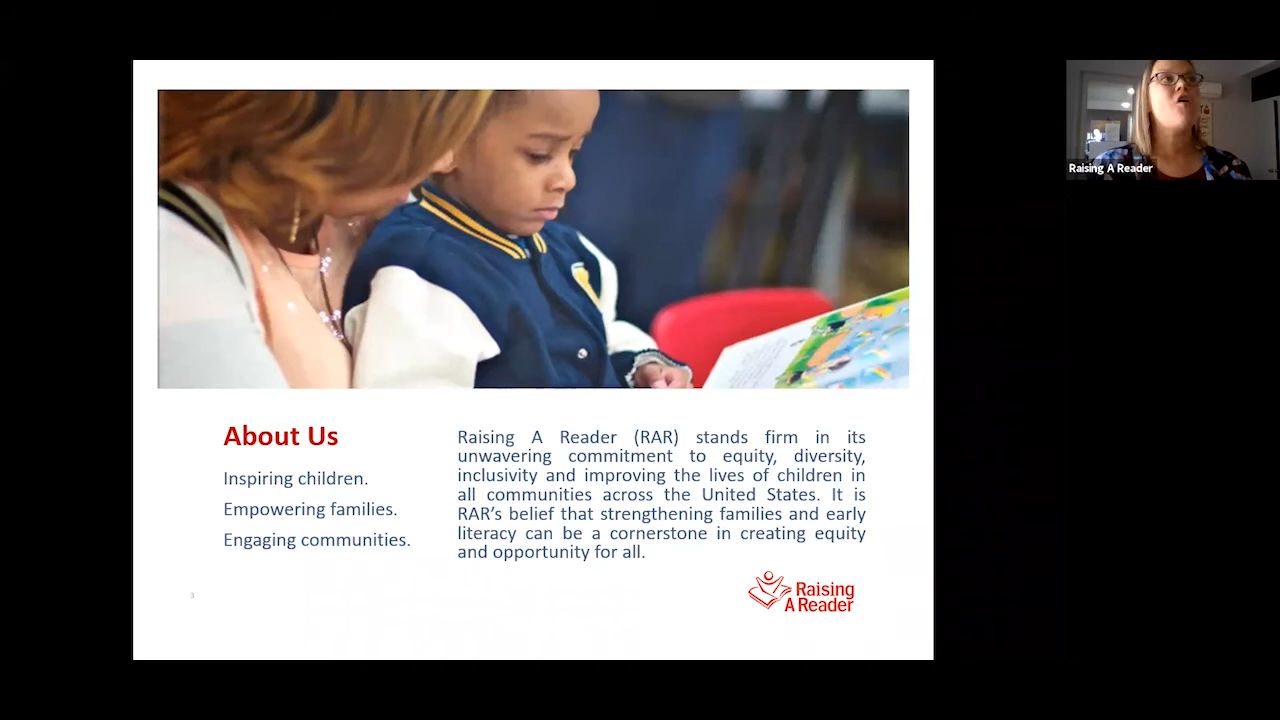 Raising A Reader
About Us
Inspiring children.
Empowering families.
Engaging communities.
Raising A Reader (RAR) stands firm in its
unwavering commitment to equity, diversity,
inclusivity and improving the lives of children in
all communities across the United States. It is
RAR's belief that strengthening families and early
literacy can be a cornerstone in creating equity
and opportunity for all.
3
Raising
A Reader